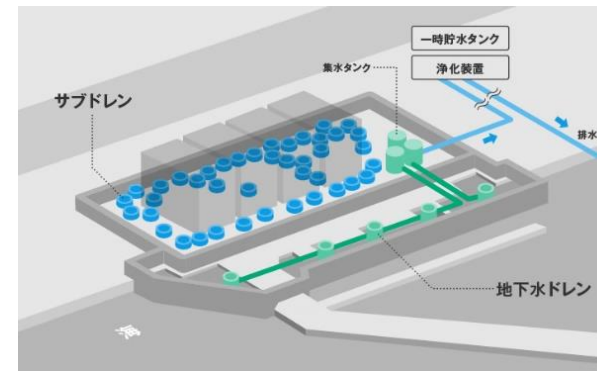 一時貯水タンク
集水タンク
浄化装置
サブドレン
排水
地下水ドレン
海